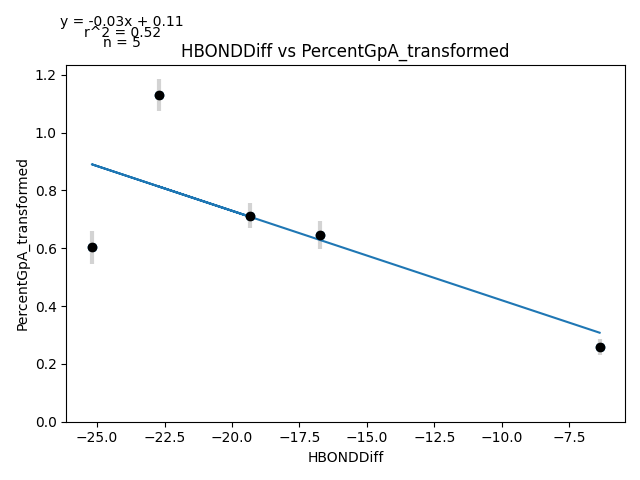 y = -0.03x + 0.11
r^2 = 0.52
n = 5
HBONDDiff vs PercentGpA_transformed
PercentGpA_transformed
1.2
1.0
0.8
0.6
0.4
0.2
0.0
−25.0 −22.5 −20.0 −17.5 −15.0 −12.5 −10.0 −7.5
HBONDDiff